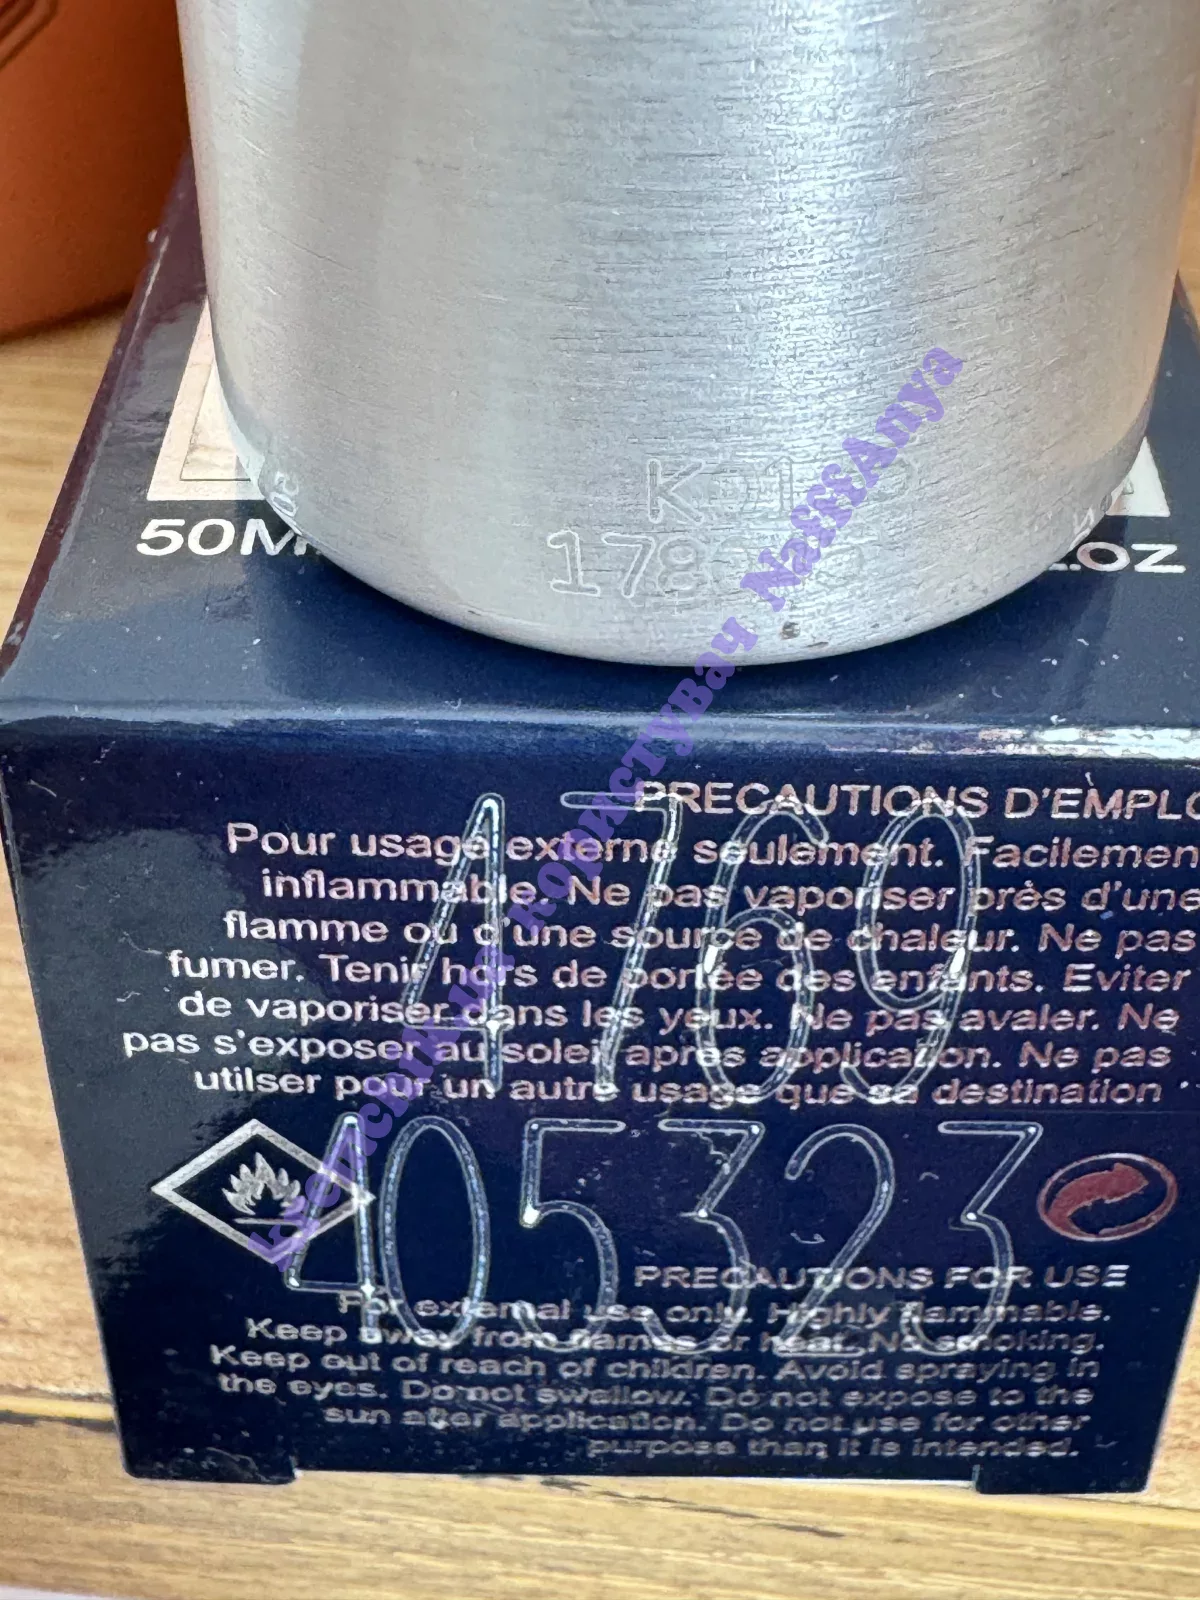 50M
.OZ
PRECAUTIONS D'EMPLO
Pour usage externe seulement. Facilemen
inflammable. Ne pas vaporiser près d'une
flamme ou d'une source de chaleur. Ne pas
fumer. Tenir hors de portée des enfants. Eviter
de vaporiser dans les yeux. Ne pas avaler. Ne
pas s'exposer au soleil après application. Ne pas
utilser pour un autre usage que sa destination
4769
405323
PRECAUTIONS FOR USE
For external use only. Highly flammable.
Keep away from flames or heat. No smoking.
Keep out of reach of children. Avoid spraying in
the eyes. Do not swallow. Do not expose to the
sun after application. Do not use for other
purpose than it is intended.
користувач NafffAnya